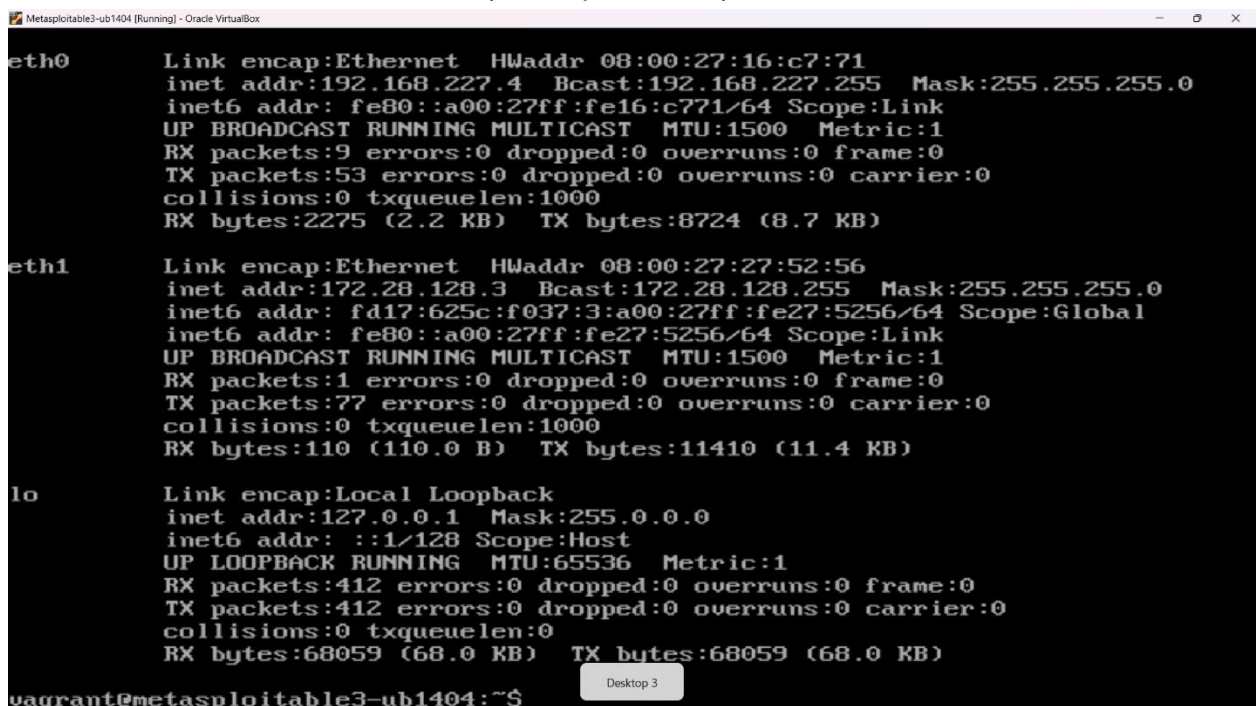 Metasploitable3-ub1404 [Running] - Oracle VirtualBox
eth0 Link encap:Ethernet HWaddr 08:00:27:16:c7:71
inet addr:192.168.227.4 Bcast:192.168.227.255 Mask:255.255.255.0
inet6 addr: fe80::a00:27ff:fe16:c771/64 Scope:Link
UP BROADCAST RUNNING MULTICAST MTU:1500 Metric:1
RX packets:9 errors:0 dropped:0 overruns:0 frame:0
TX packets:53 errors:0 dropped:0 overruns:0 carrier:0
collisions:0 txqueuelen:1000
RX bytes:2275 (2.2 KB) TX bytes:8724 (8.7 KB)
eth1 Link encap:Ethernet HWaddr 08:00:27:27:52:56
inet addr:172.28.128.3 Bcast:172.28.128.255 Mask:255.255.255.0
inet6 addr: fd17:625c:f037:3:a00:27ff:fe27:5256/64 Scope:Global
inet6 addr: fe80::a00:27ff:fe27:5256/64 Scope:Link
UP BROADCAST RUNNING MULTICAST MTU:1500 Metric:1
RX packets:1 errors:0 dropped:0 overruns:0 frame:0
TX packets:77 errors:0 dropped:0 overruns:0 carrier:0
collisions:0 txqueuelen:1000
RX bytes:110 (110.0 B) TX bytes:11410 (11.4 KB)
lo Link encap:Local Loopback
inet addr:127.0.0.1 Mask:255.0.0.0
inet6 addr: ::1/128 Scope:Host
UP LOOPBACK RUNNING MTU:65536 Metric:1
RX packets:412 errors:0 dropped:0 overruns:0 frame:0
TX packets:412 errors:0 dropped:0 overruns:0 carrier:0
collisions:0 txqueuelen:0
RX bytes:68059 (68.0 KB) TX bytes:68059 (68.0 KB)
Desktop 3
vagrant@metasploitable3-ub1404:~$